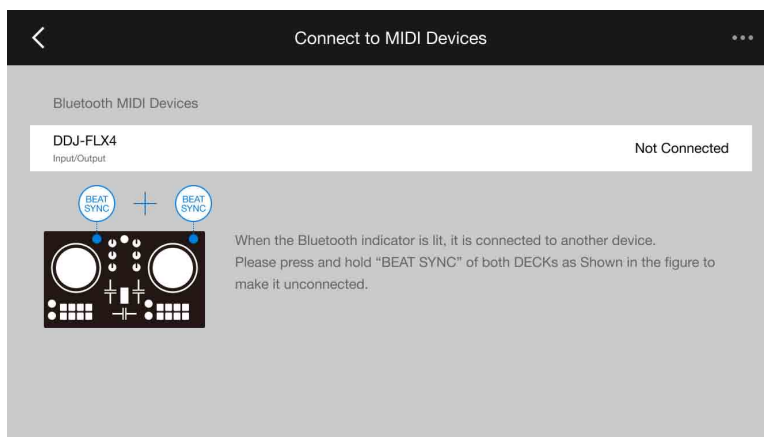 Connect to MIDI Devices
Bluetooth MIDI Devices
DDJ-FLX4
Input/Output
Not Connected
BEAT
SYNC
BEAT
SYNC
When the Bluetooth indicator is lit, it is connected to another device.
Please press and hold “BEAT SYNC” of both DECKs as Shown in the figure to
make it unconnected.